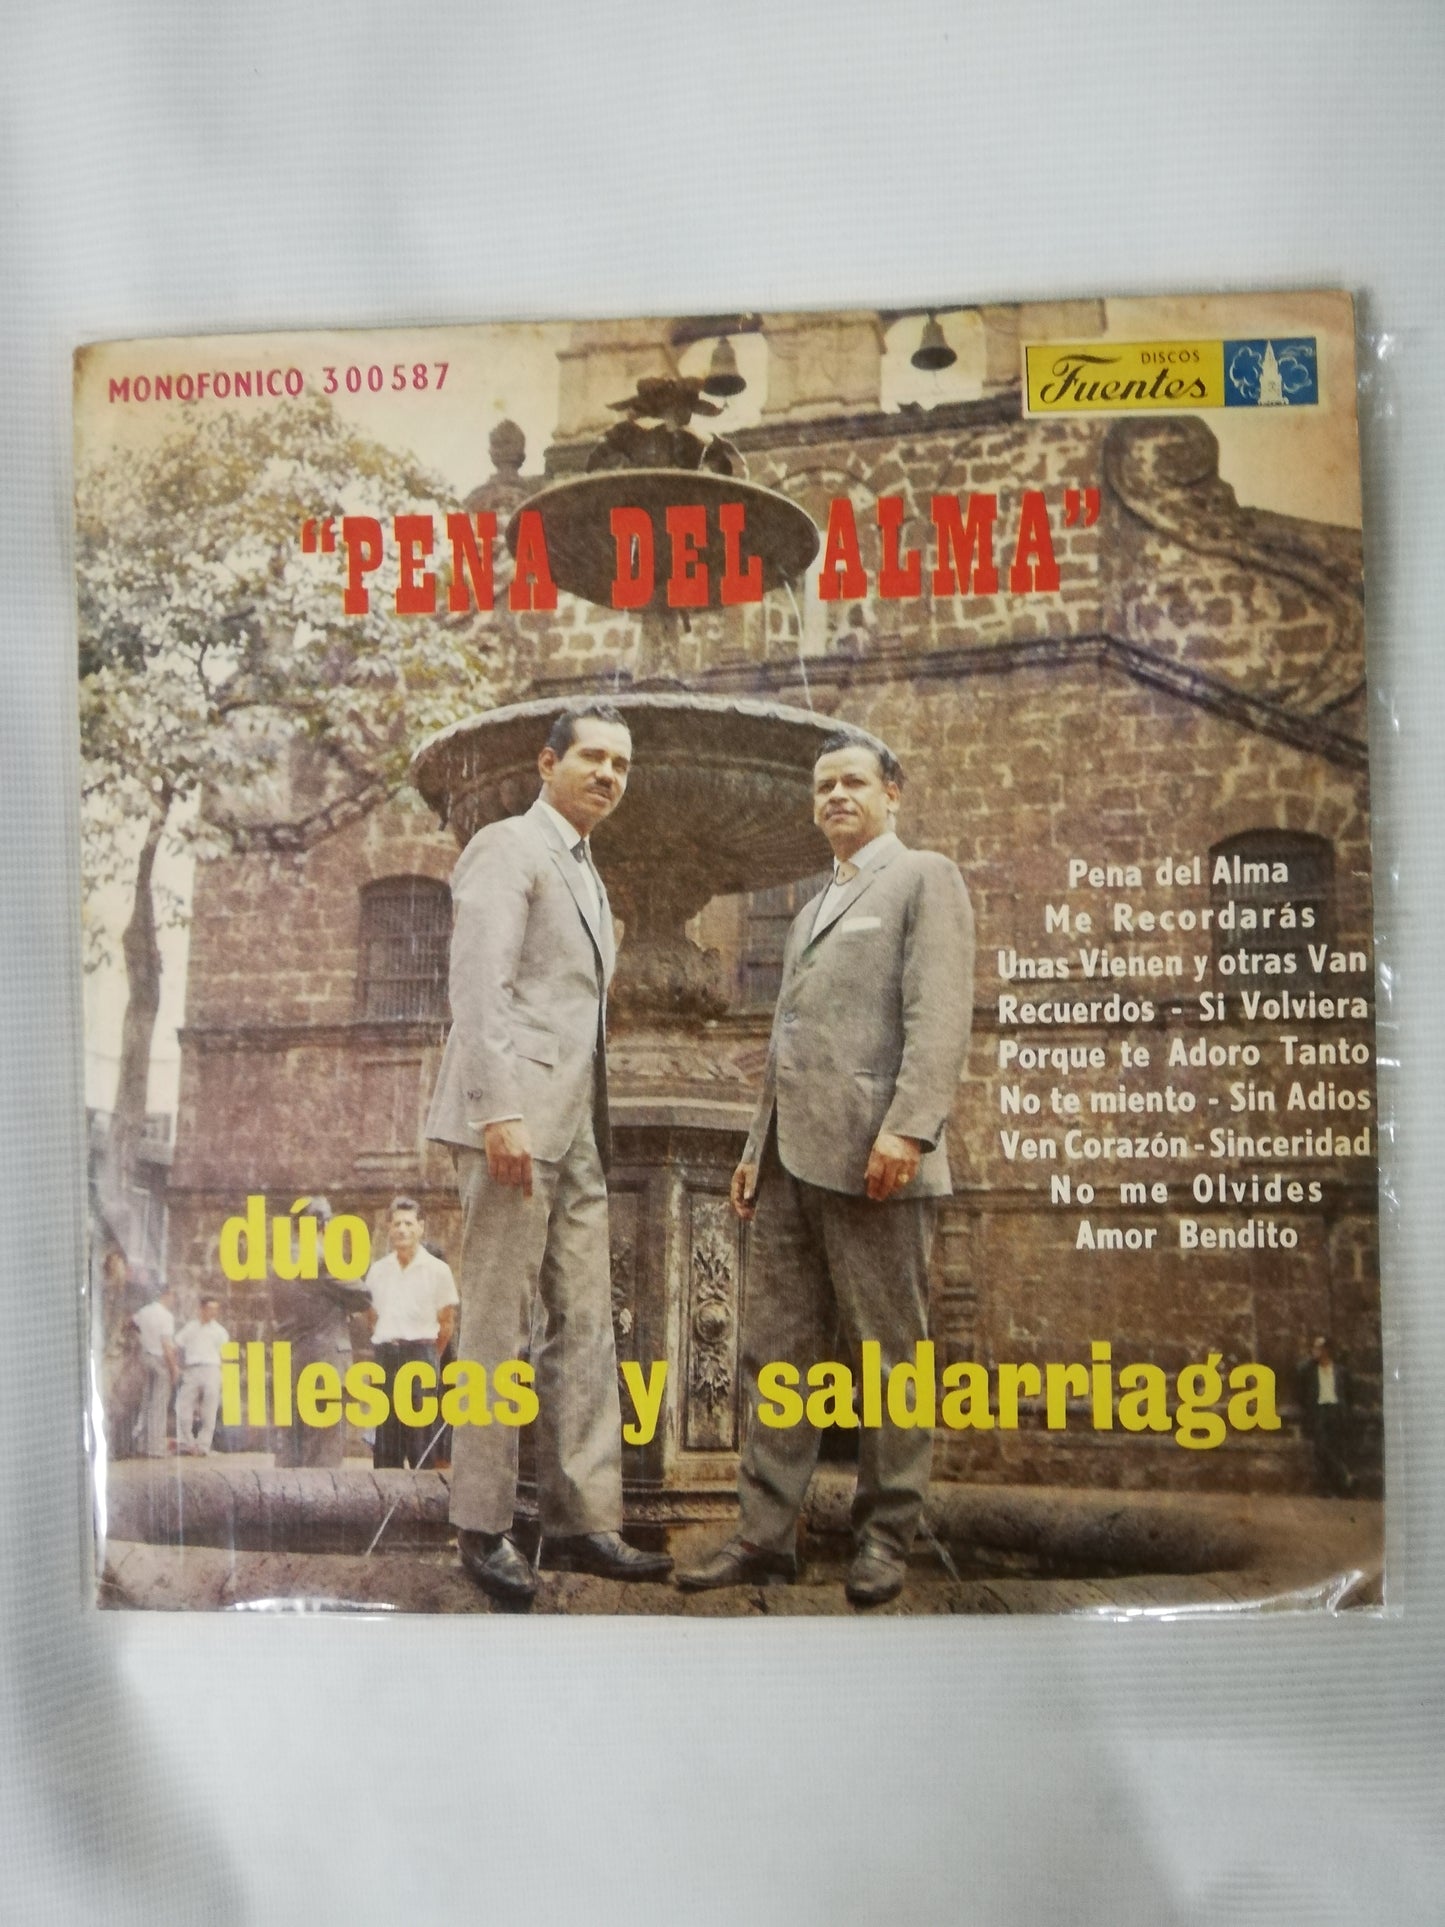 MONOFONICO 300587
DISCOS
Fuentes
"PENA DEL ALMA"
Pena del Alma
Me Recordarás
Unas Vienen y otras Van
Recuerdos - Si Volviera
Porque te Adoro Tanto
No te miento - Sin Adios
Ven Corazón - Sinceridad
No me Olvides
Amor Bendito
dúo
illescas y saldarriaga